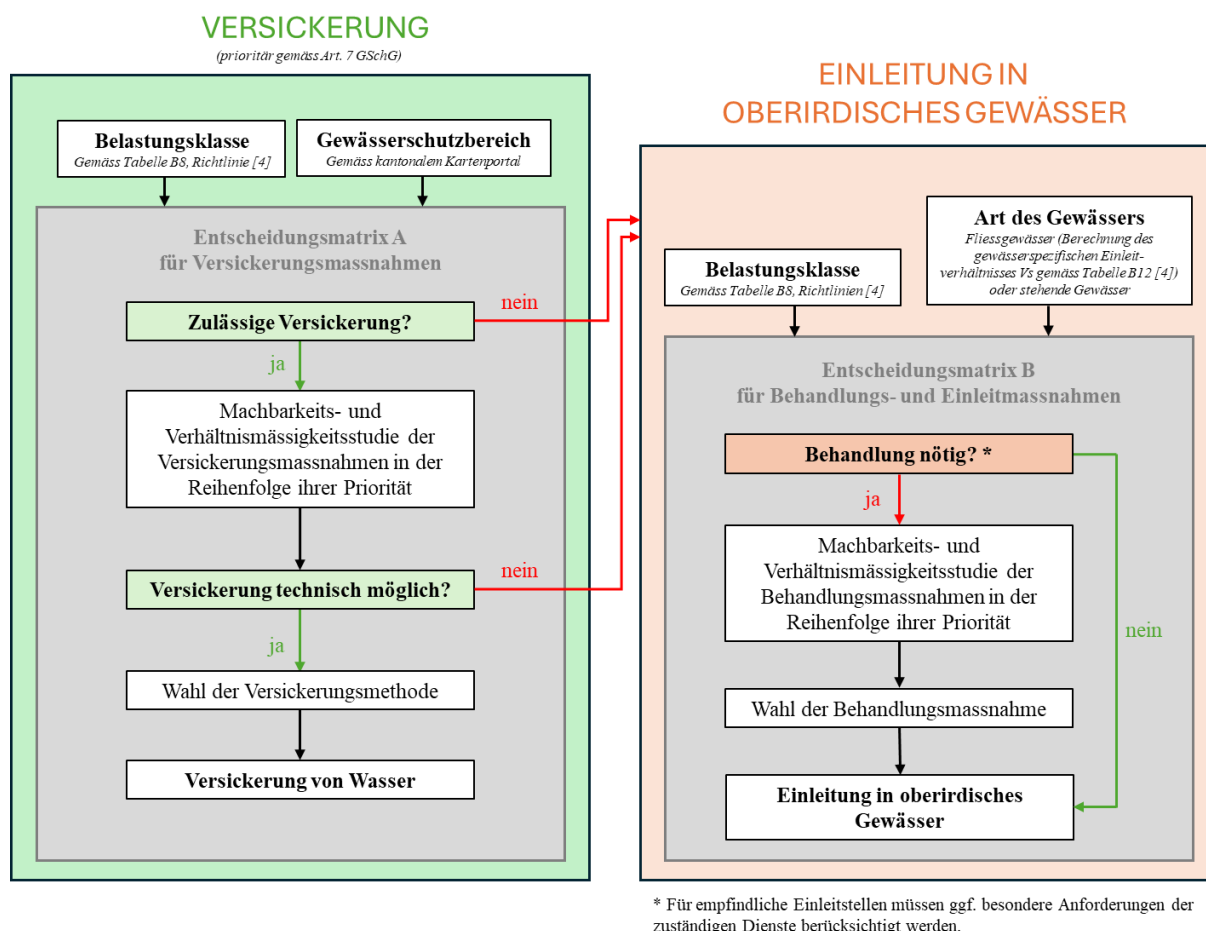 VERSICKERUNG
(prioritär gemäss Art. 7 GSchG)
Belastungsklasse
Gemäss Tabelle B8, Richtlinie [4]
Gewässerschutzbereich
Gemäss kantonalem Kartenportal
Entscheidungsmatrix A
für Versickerungsmassnahmen
Zulässige Versickerung?
nein
ja
Machbarkeits- und
Verhältnismässigkeitsstudie der
Versickerungsmassnahmen in der
Reihenfolge ihrer Priorität
Versickerung technisch möglich?
nein
ja
Wahl der Versickerungsmethode
Versickerung von Wasser
EINLEITUNG IN
OBERIRDISCHES GEWÄSSER
Belastungsklasse
Gemäss Tabelle B8, Richtlinien [4]
Art des Gewässers
Fliessgewässer (Berechnung des
gewässerspezifischen Einleit-
verhältnisses Vs gemäss Tabelle B12 [4])
oder stehende Gewässer
Entscheidungsmatrix B
für Behandlungs- und Einleitmassnahmen
Behandlung nötig? *
ja
Machbarkeits- und
Verhältnismässigkeitsstudie der
Behandlungsmassnahmen in der
Reihenfolge ihrer Priorität
nein
Wahl der Behandlungsmassnahme
Einleitung in oberirdisches
Gewässer
* Für empfindliche Einleitstellen müssen ggf. besondere Anforderungen der
zuständigen Dienste berücksichtigt werden.